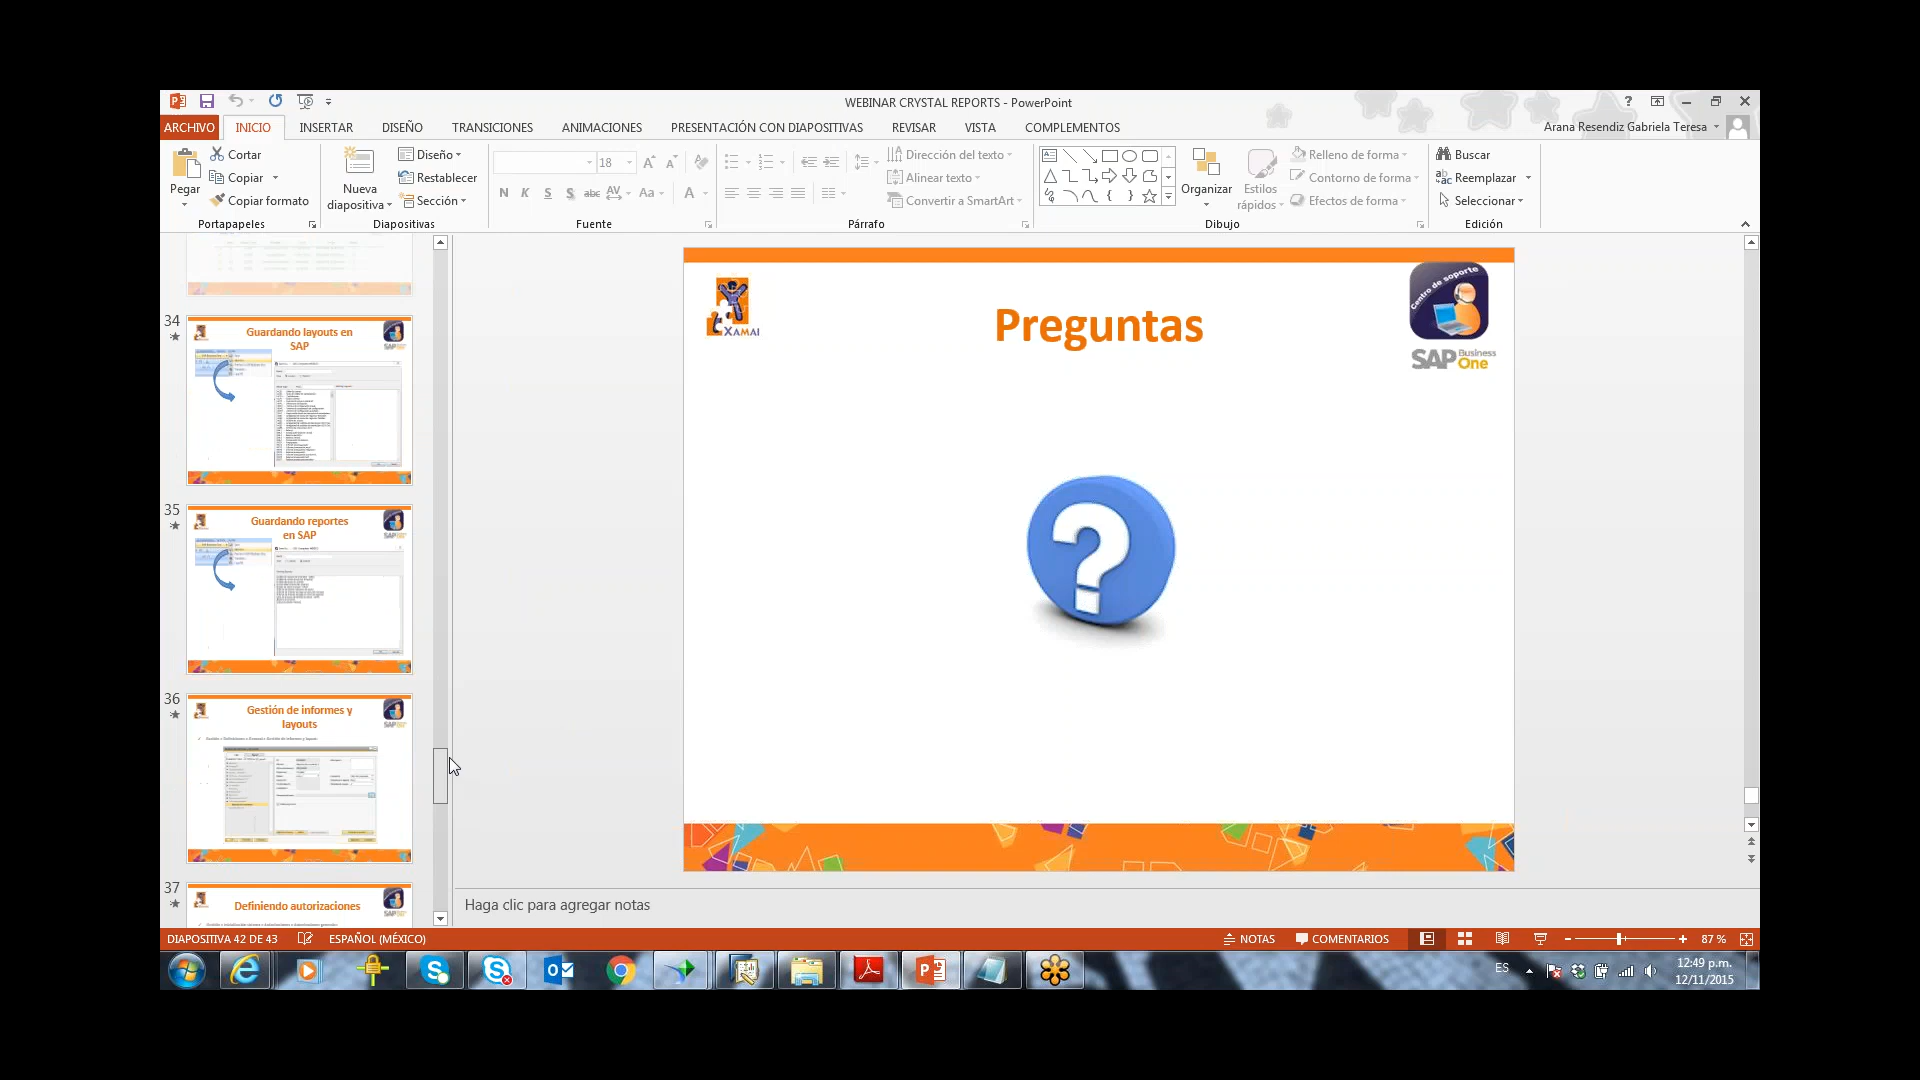 WEBINAR CRYSTAL REPORTS - PowerPoint
ARCHIVO INICIO INSERTAR DISEÑO TRANSICIONES ANIMACIONES PRESENTACIÓN CON DIAPOSITIVAS REVISAR VISTA COMPLEMENTOS
Arana Resendiz Gabriela Teresa
Pegar
Cortar
Copiar
Copiar formato
Portapapeles
Nueva
diapositiva
Diseño
Restablecer
Sección
Diapositivas
18
N K S S abc AV Aa A
Fuente
Dirección del texto
Alinear texto
Convertir a SmartArt
Párrafo
Organizar
Estilos
rápidos
Relleno de forma
Contorno de forma
Efectos de forma
Dibujo
Buscar
Reemplazar
Seleccionar
Edición
34
Guardando layouts en
SAP
35
Guardando reportes
en SAP
36
Gestión de informes y
layouts
37
Definiendo autorizaciones
XAMAI
Preguntas
Centro de soporte
SAP Business
One
?
Haga clic para agregar notas
DIAPOSITIVA 42 DE 43 ESPAÑOL (MÉXICO) NOTAS COMENTARIOS 87 %
ES
12:49 p.m.
12/11/2015